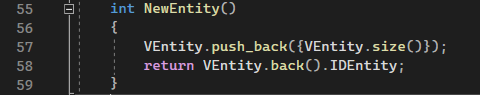 55 int NewEntity()
56 {
57 VEntity.push_back({VEntity.size()});
58 return VEntity.back().IDEntity;
59 }